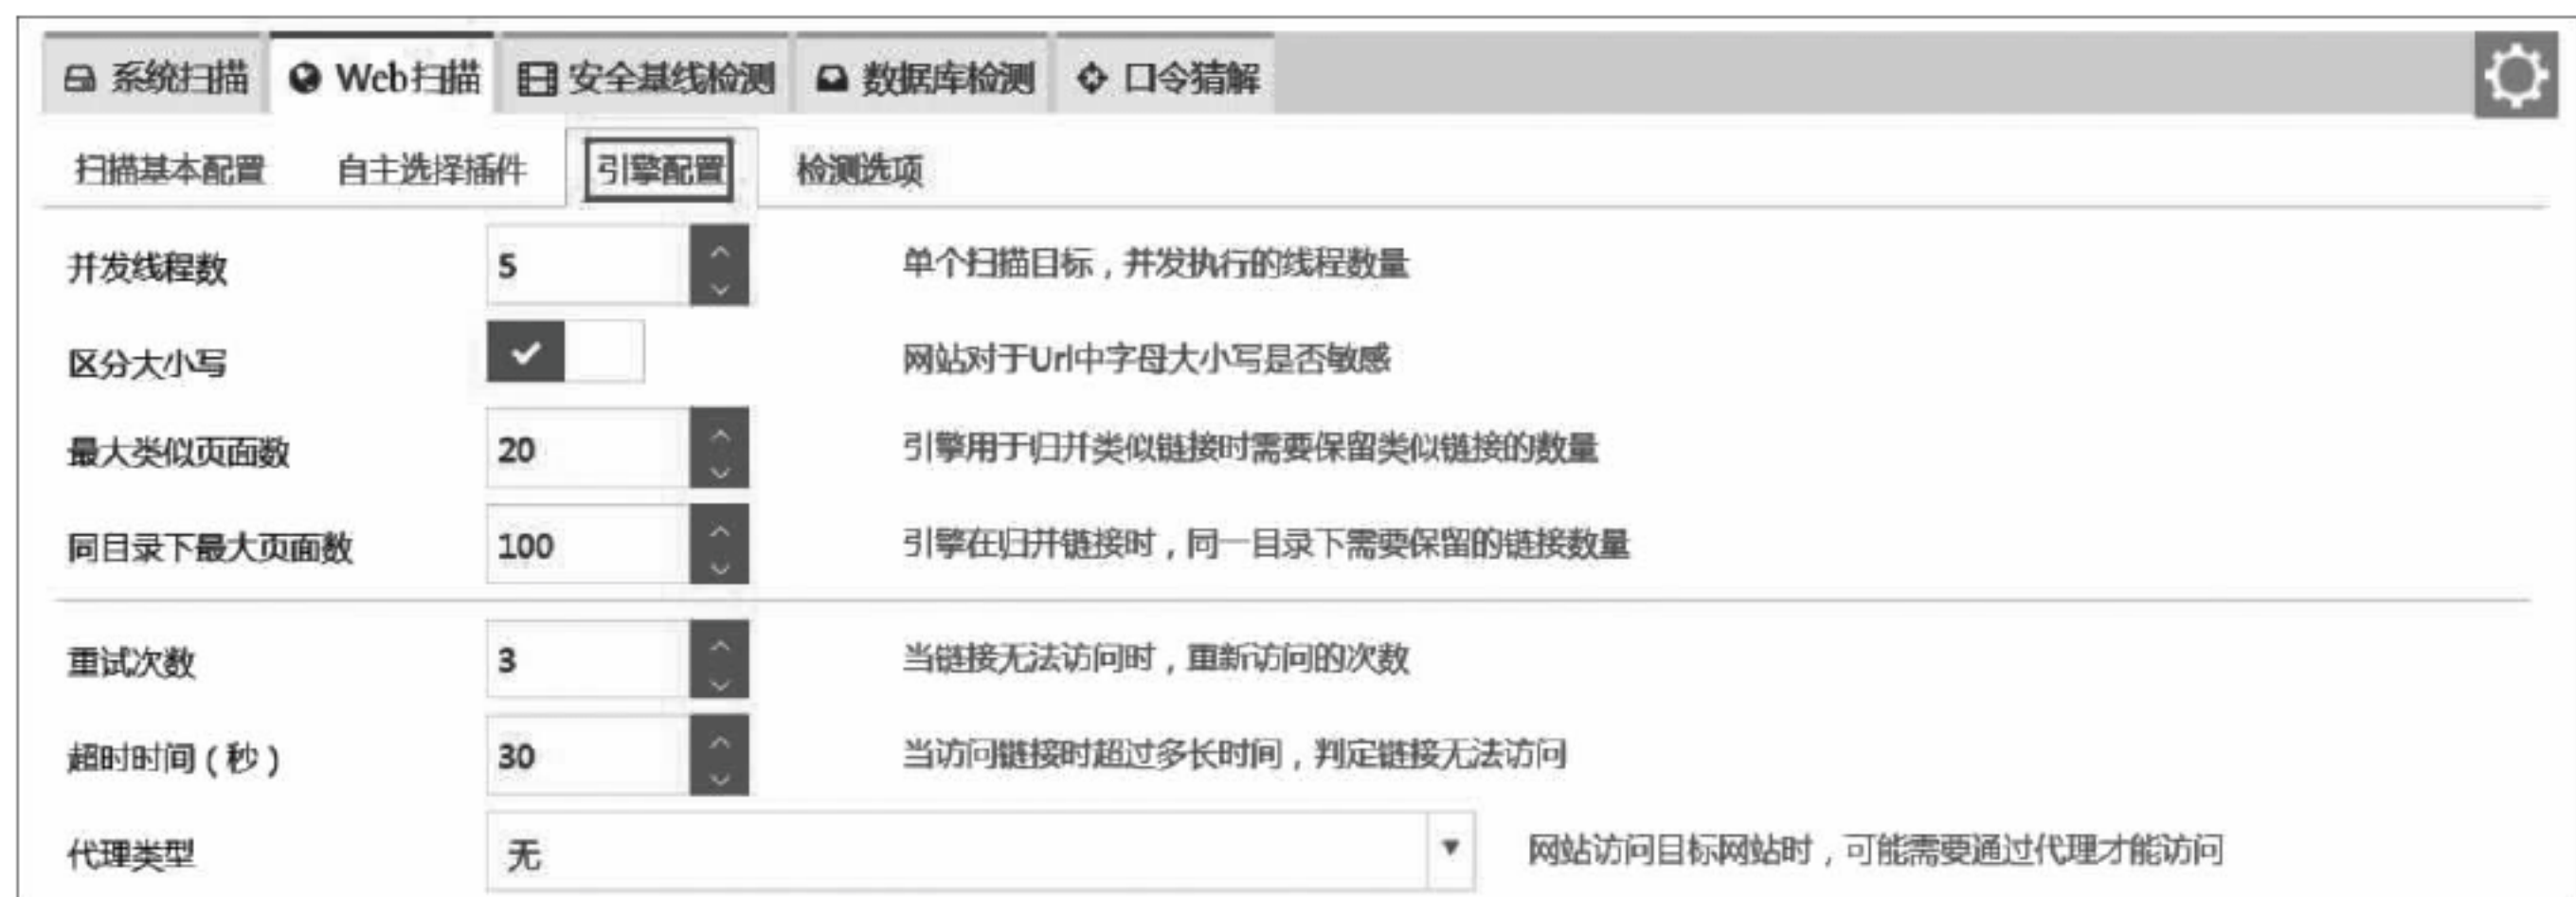 系统扫描 Web扫描 安全基线检测 数据库检测 口令猜解
扫描基本配置 自主选择插件 引擎配置 检测选项
并发线程数 5 单个扫描目标，并发执行的线程数量
区分大小写 网站对于Url中字母大小写是否敏感
最大类似页面数 20 引擎用于归并类似链接时需要保留类似链接的数量
同目录下最大页面数 100 引擎在归并链接时，同一目录下需要保留的链接数量
重试次数 3 当链接无法访问时，重新访问的次数
超时时间（秒） 30 当访问链接时超过多长时间，判定链接无法访问
代理类型 无 网站访问目标网站时，可能需要通过代理才能访问